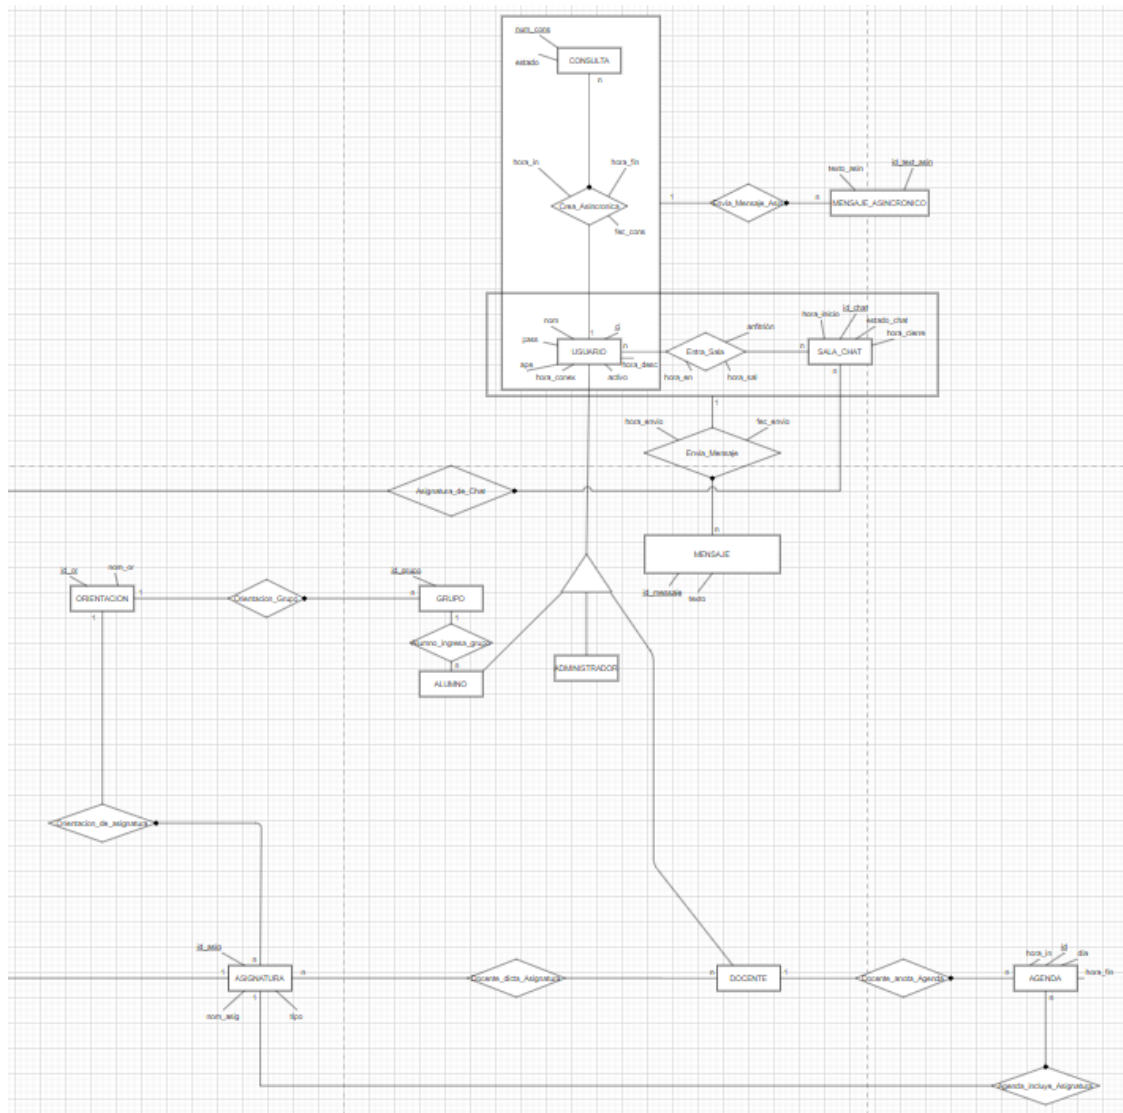 num_cons
estado
CONSULTA
n
hora_in
hora_fin
Crea_Asincronica
fec_cons
1
Envia_Mensaje_Asin
n
texto_asin
id_text_asin
MENSAJE_ASINCRONICO
nom
pass
ape
hora_conex
activo
hora_desc
1
USUARIO
n
Entra_Sala
anfitrión
hora_en
hora_sal
n
SALA_CHAT
hora_inicio
id_chat
estado_chat
hora_cierre
n
1
hora_envio
fec_envio
Envia_Mensaje
n
MENSAJE
id_mensaje
texto
Asignatura_de_Chat
id_or
nom_or
ORIENTACION
1
Orientacion_Grupo
n
id_grupo
GRUPO
1
Alumno_ingresa_grupo
n
ALUMNO
ADMINISTRADOR
1
Orientacion_de_asignatura
n
id_asig
1
ASIGNATURA
n
nom_asig
tipo
1
Docente_dicta_Asignatura
n
DOCENTE
1
Docente_anota_Agenda
n
hora_in
id
dia
hora_fin
AGENDA
n
Agenda_incluye_Asignatura